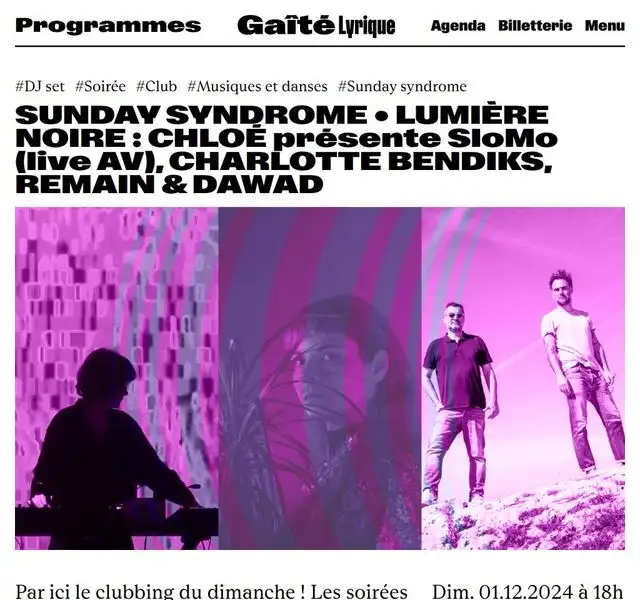 Programmes Gaîté Lyrique Agenda Billetterie Menu
#DJ set #Soirée #Club #Musiques et danses #Sunday syndrome
SUNDAY SYNDROME • LUMIÈRE
NOIRE : CHLOÉ présente SloMo
(live AV), CHARLOTTE BENDIKS,
REMAIN & DAWAD
Par ici le clubbing du dimanche ! Les soirées
Dim. 01.12.2024 à 18h